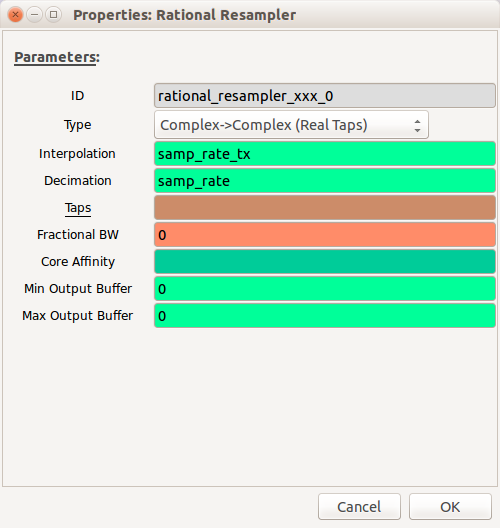 Properties: Rational Resampler
Parameters:
ID rational_resampler_xxx_0
Type Complex->Complex (Real Taps)
Interpolation samp_rate_tx
Decimation samp_rate
Taps
Fractional BW 0
Core Affinity
Min Output Buffer 0
Max Output Buffer 0
Cancel OK